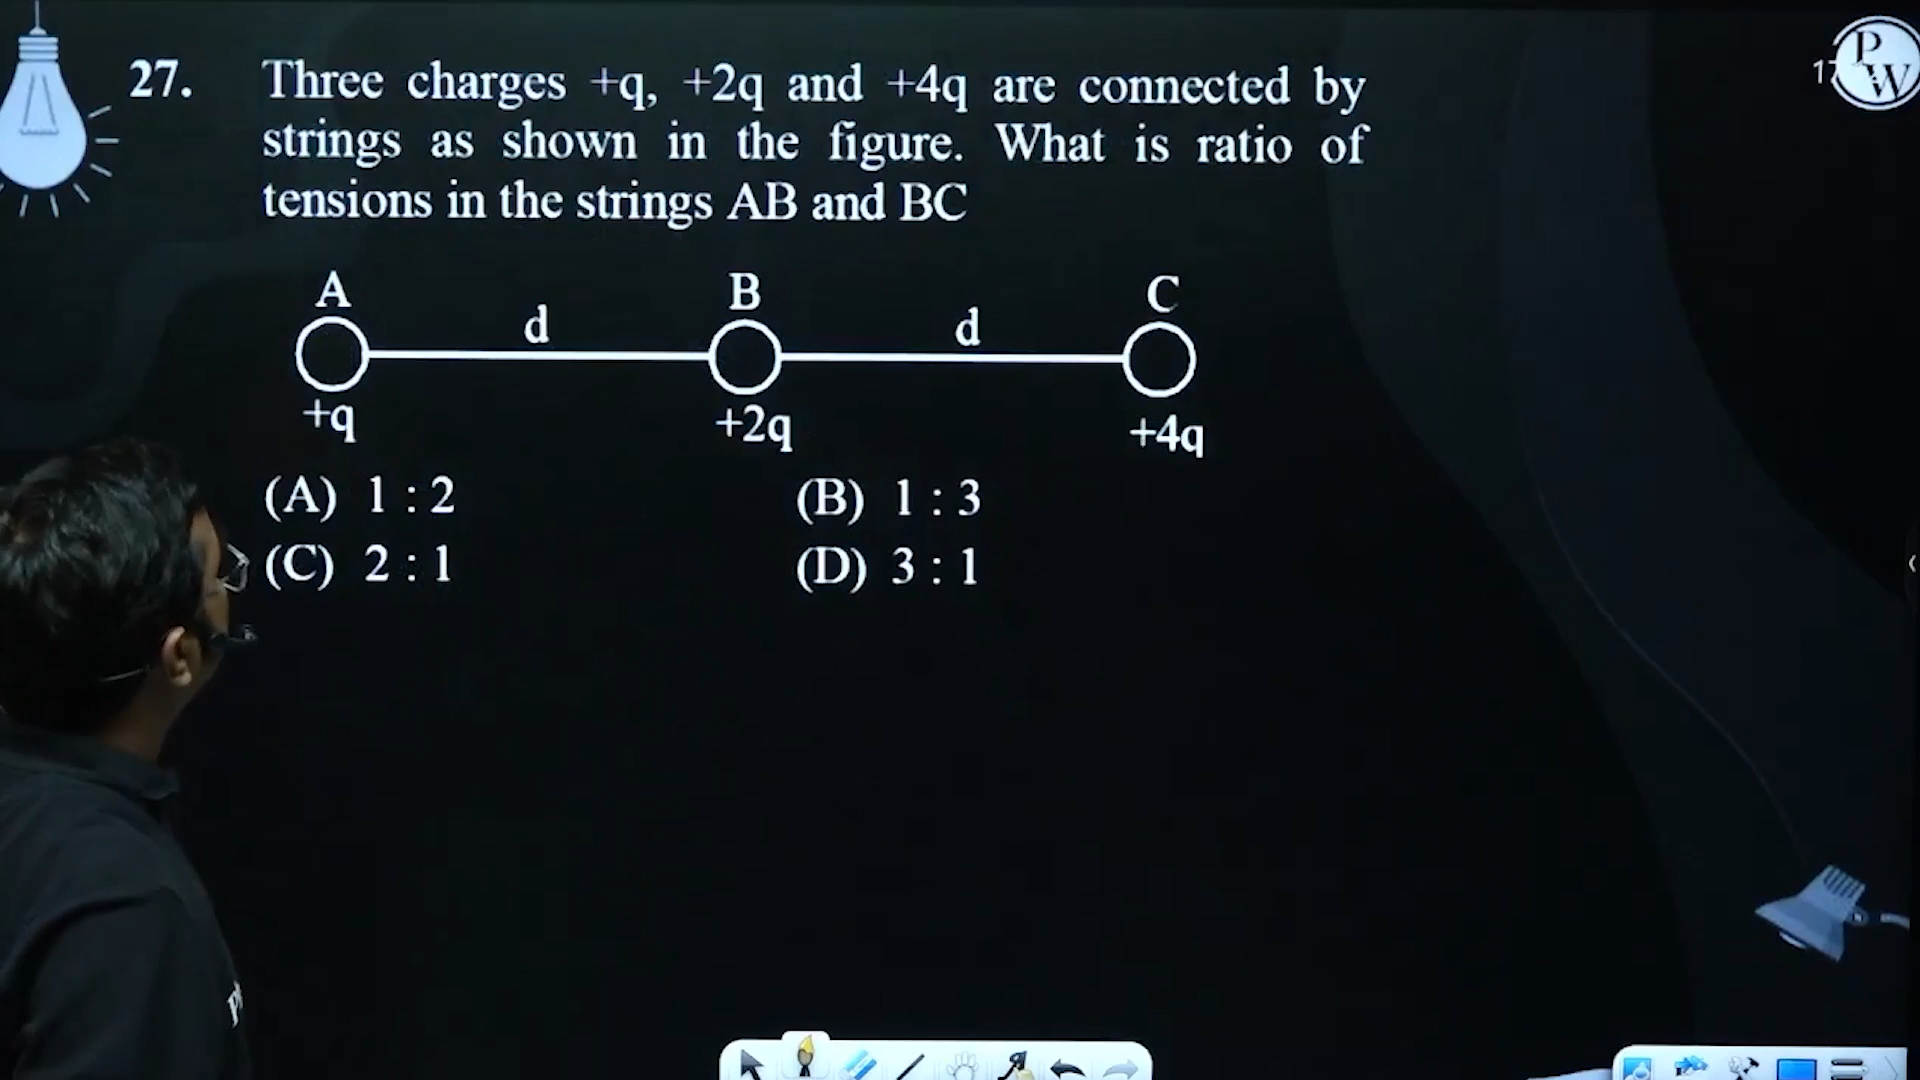 27. Three charges +q, +2q and +4q are connected by
strings as shown in the figure. What is ratio of
tensions in the strings AB and BC
A B C
d d
+q +2q +4q
(A) 1 : 2 (B) 1 : 3
(C) 2 : 1 (D) 3 : 1
P
W